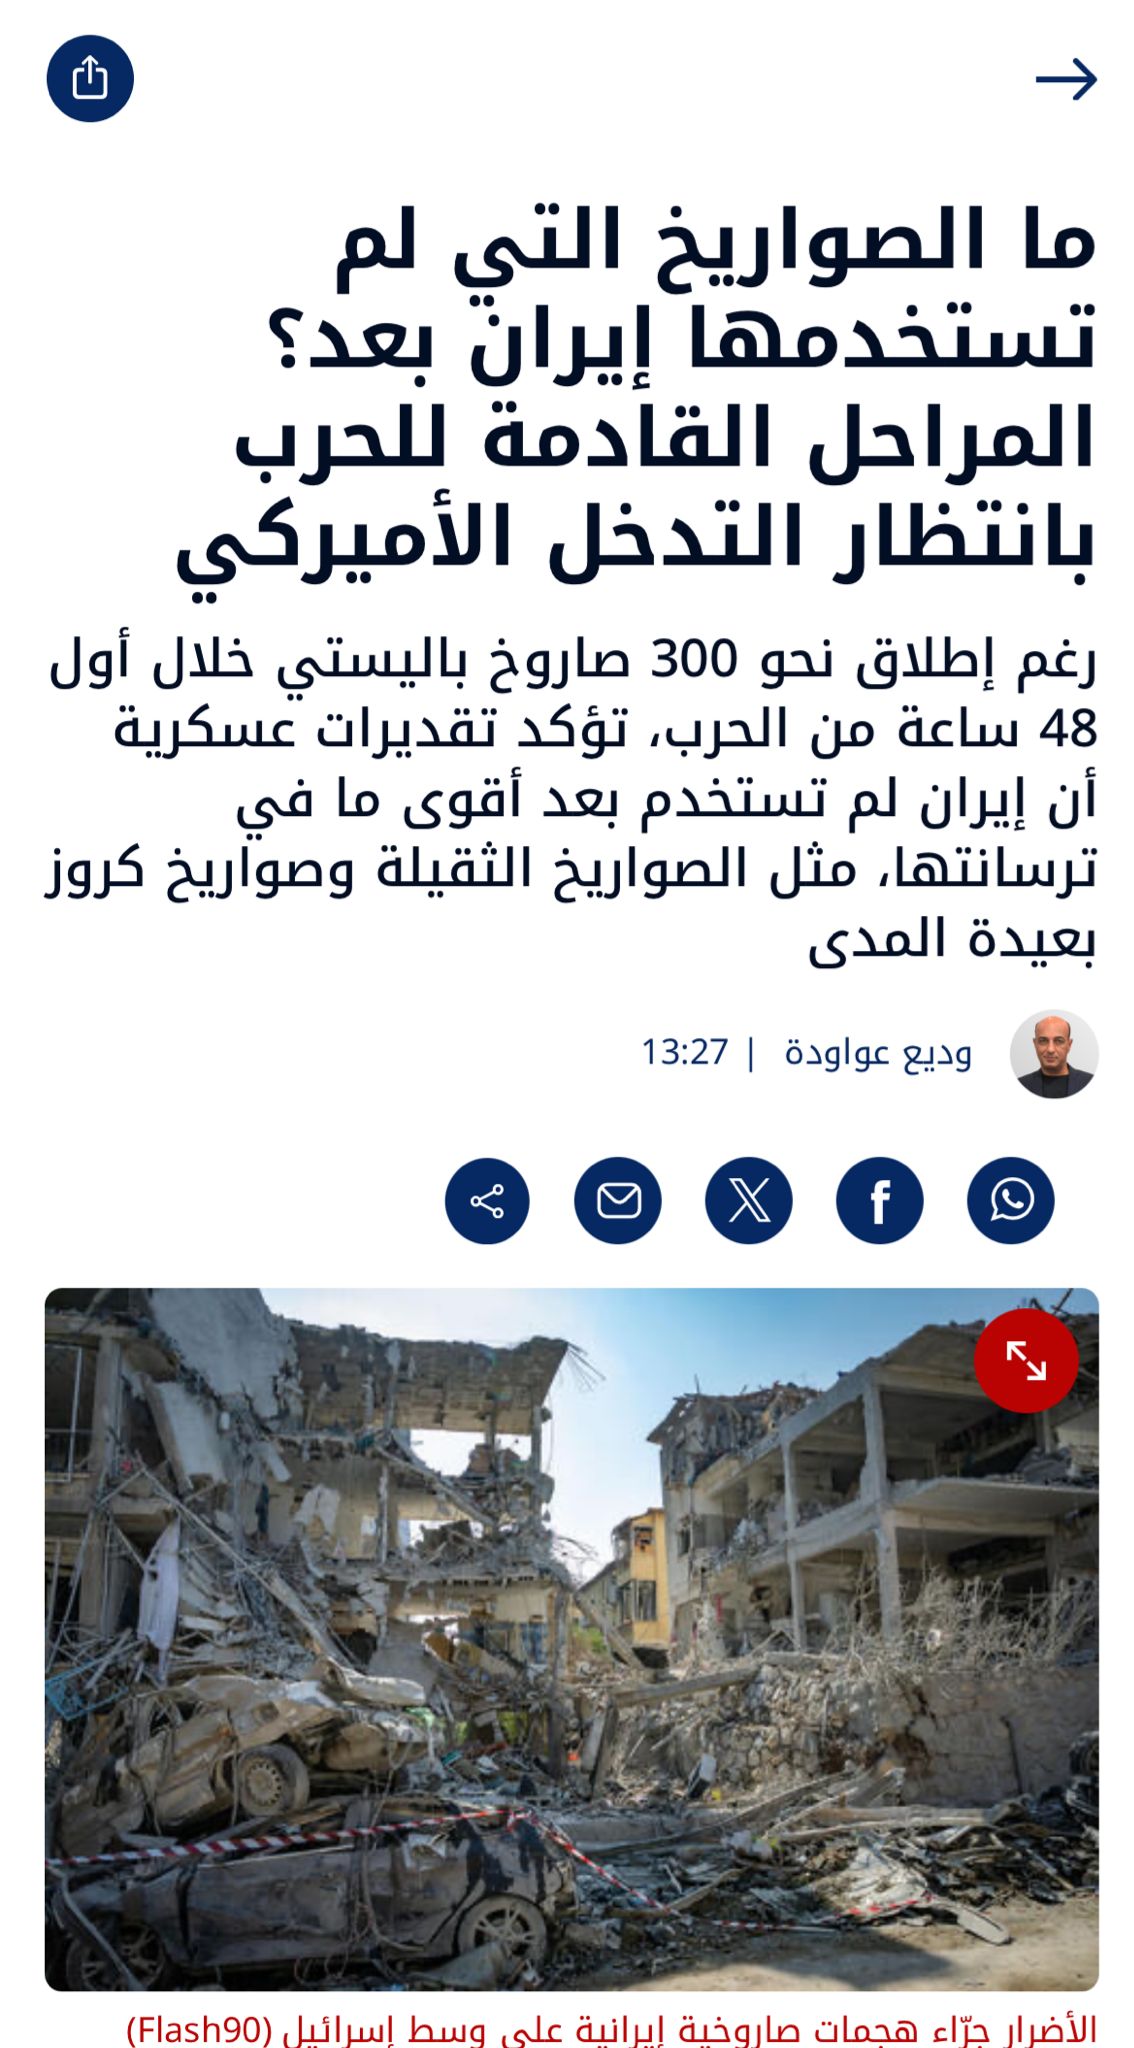 ما الصواريخ التي لم
تستخدمها إيران بعد؟
المراحل القادمة للحرب
بانتظار التدخل الأميركي
رغم إطلاق نحو 300 صاروخ باليستي خلال أول
48 ساعة من الحرب، تؤكد تقديرات عسكرية
أن إيران لم تستخدم بعد أقوى ما في
ترسانتها، مثل الصواريخ الثقيلة وصواريخ كروز
بعيدة المدى
وديع عواودة | 13:27
الأضرار جرّاء هجمات صاروخية إيرانية على وسط إسرائيل (Flash90)